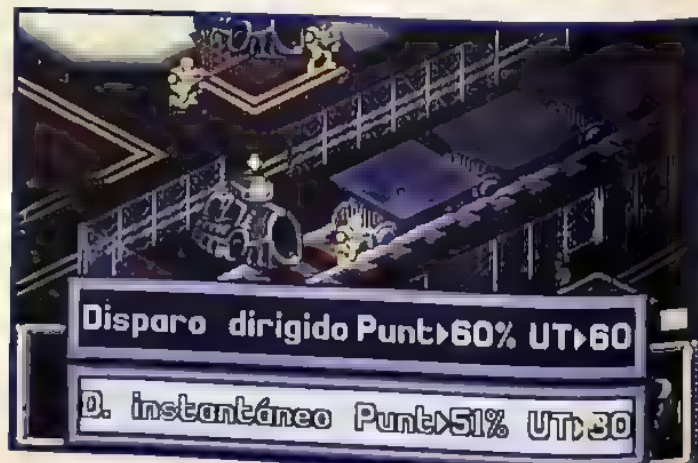 Disparo dirigido Punt▸60% UT▸60
D. instantáneo Punt▸51% UT▸30